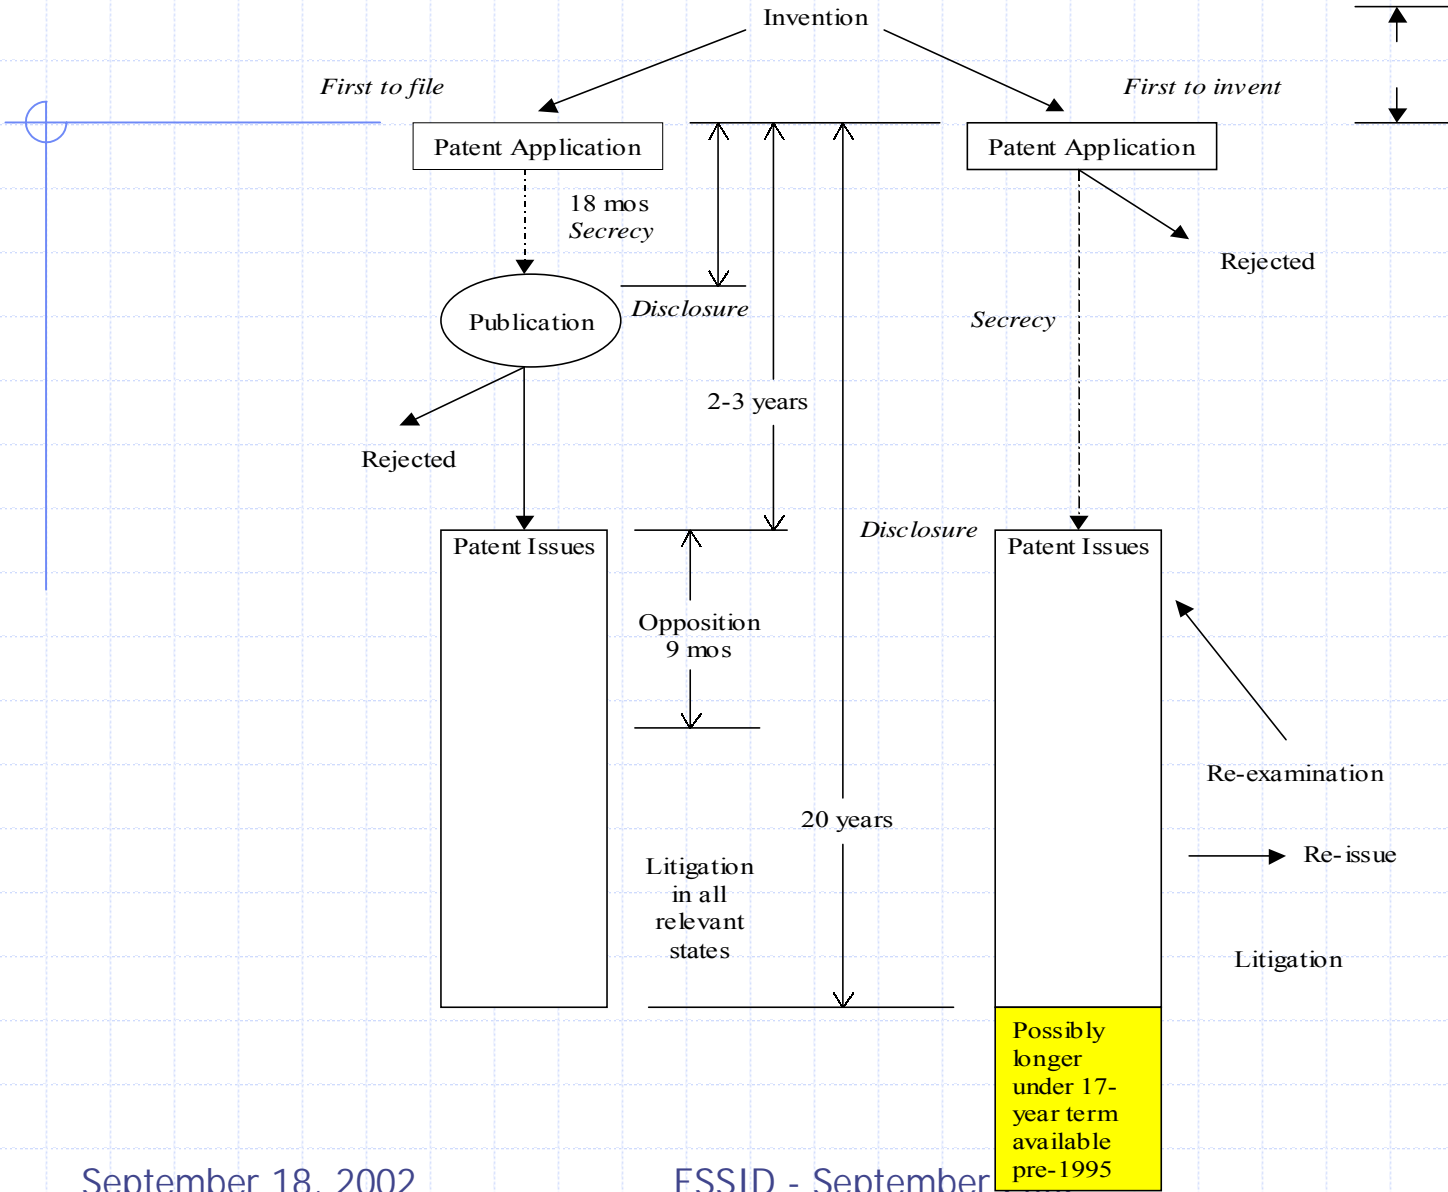 Invention
First to file
First to invent
Patent Application
Patent Application
18 mos
Secrecy
Rejected
Disclosure
Publication
Secrecy
2-3 years
Rejected
Disclosure
Patent Issues
Patent Issues
Opposition
9 mos
Re-examination
20 years
Re-issue
Litigation
in all
relevant
states
Litigation
Possibly
longer
under 17-
year term
available
pre-1995
September 18, 2002
ESSID - September